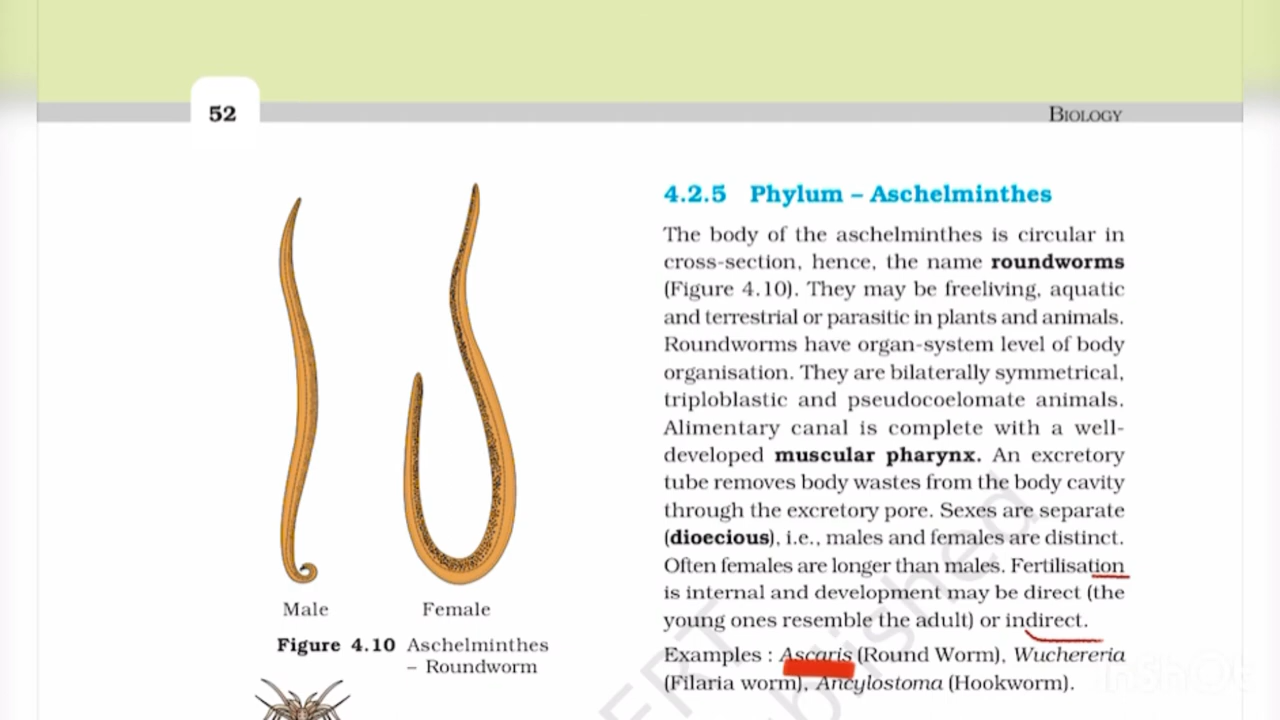 52
BIOLOGY
4.2.5 Phylum – Aschelminthes
The body of the aschelminthes is circular in
cross-section, hence, the name roundworms
(Figure 4.10). They may be freeliving, aquatic
and terrestrial or parasitic in plants and animals.
Roundworms have organ-system level of body
organisation. They are bilaterally symmetrical,
triploblastic and pseudocoelomate animals.
Alimentary canal is complete with a well-
developed muscular pharynx. An excretory
tube removes body wastes from the body cavity
through the excretory pore. Sexes are separate
(dioecious), i.e., males and females are distinct.
Often females are longer than males. Fertilisation
is internal and development may be direct (the
young ones resemble the adult) or indirect.
Examples : Ascaris (Round Worm), Wuchereria
(Filaria worm), Ancylostoma (Hookworm).
Male
Female
Figure 4.10 Aschelminthes
– Roundworm